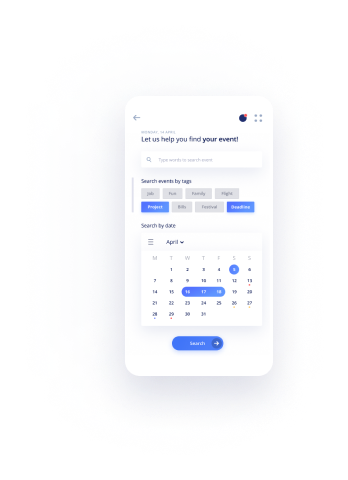 Let us help you find your event!
Type words to search event
Search events by tags
Job Fun Family Flight
Project Bills Festival Deadline
Search by date
April
M T W T F S S
1 2 3 4 5 6
7 8 9 10 11 12 13
14 15 16 17 18 19 20
21 22 23 24 25 26 27
28 29 30 31
Search